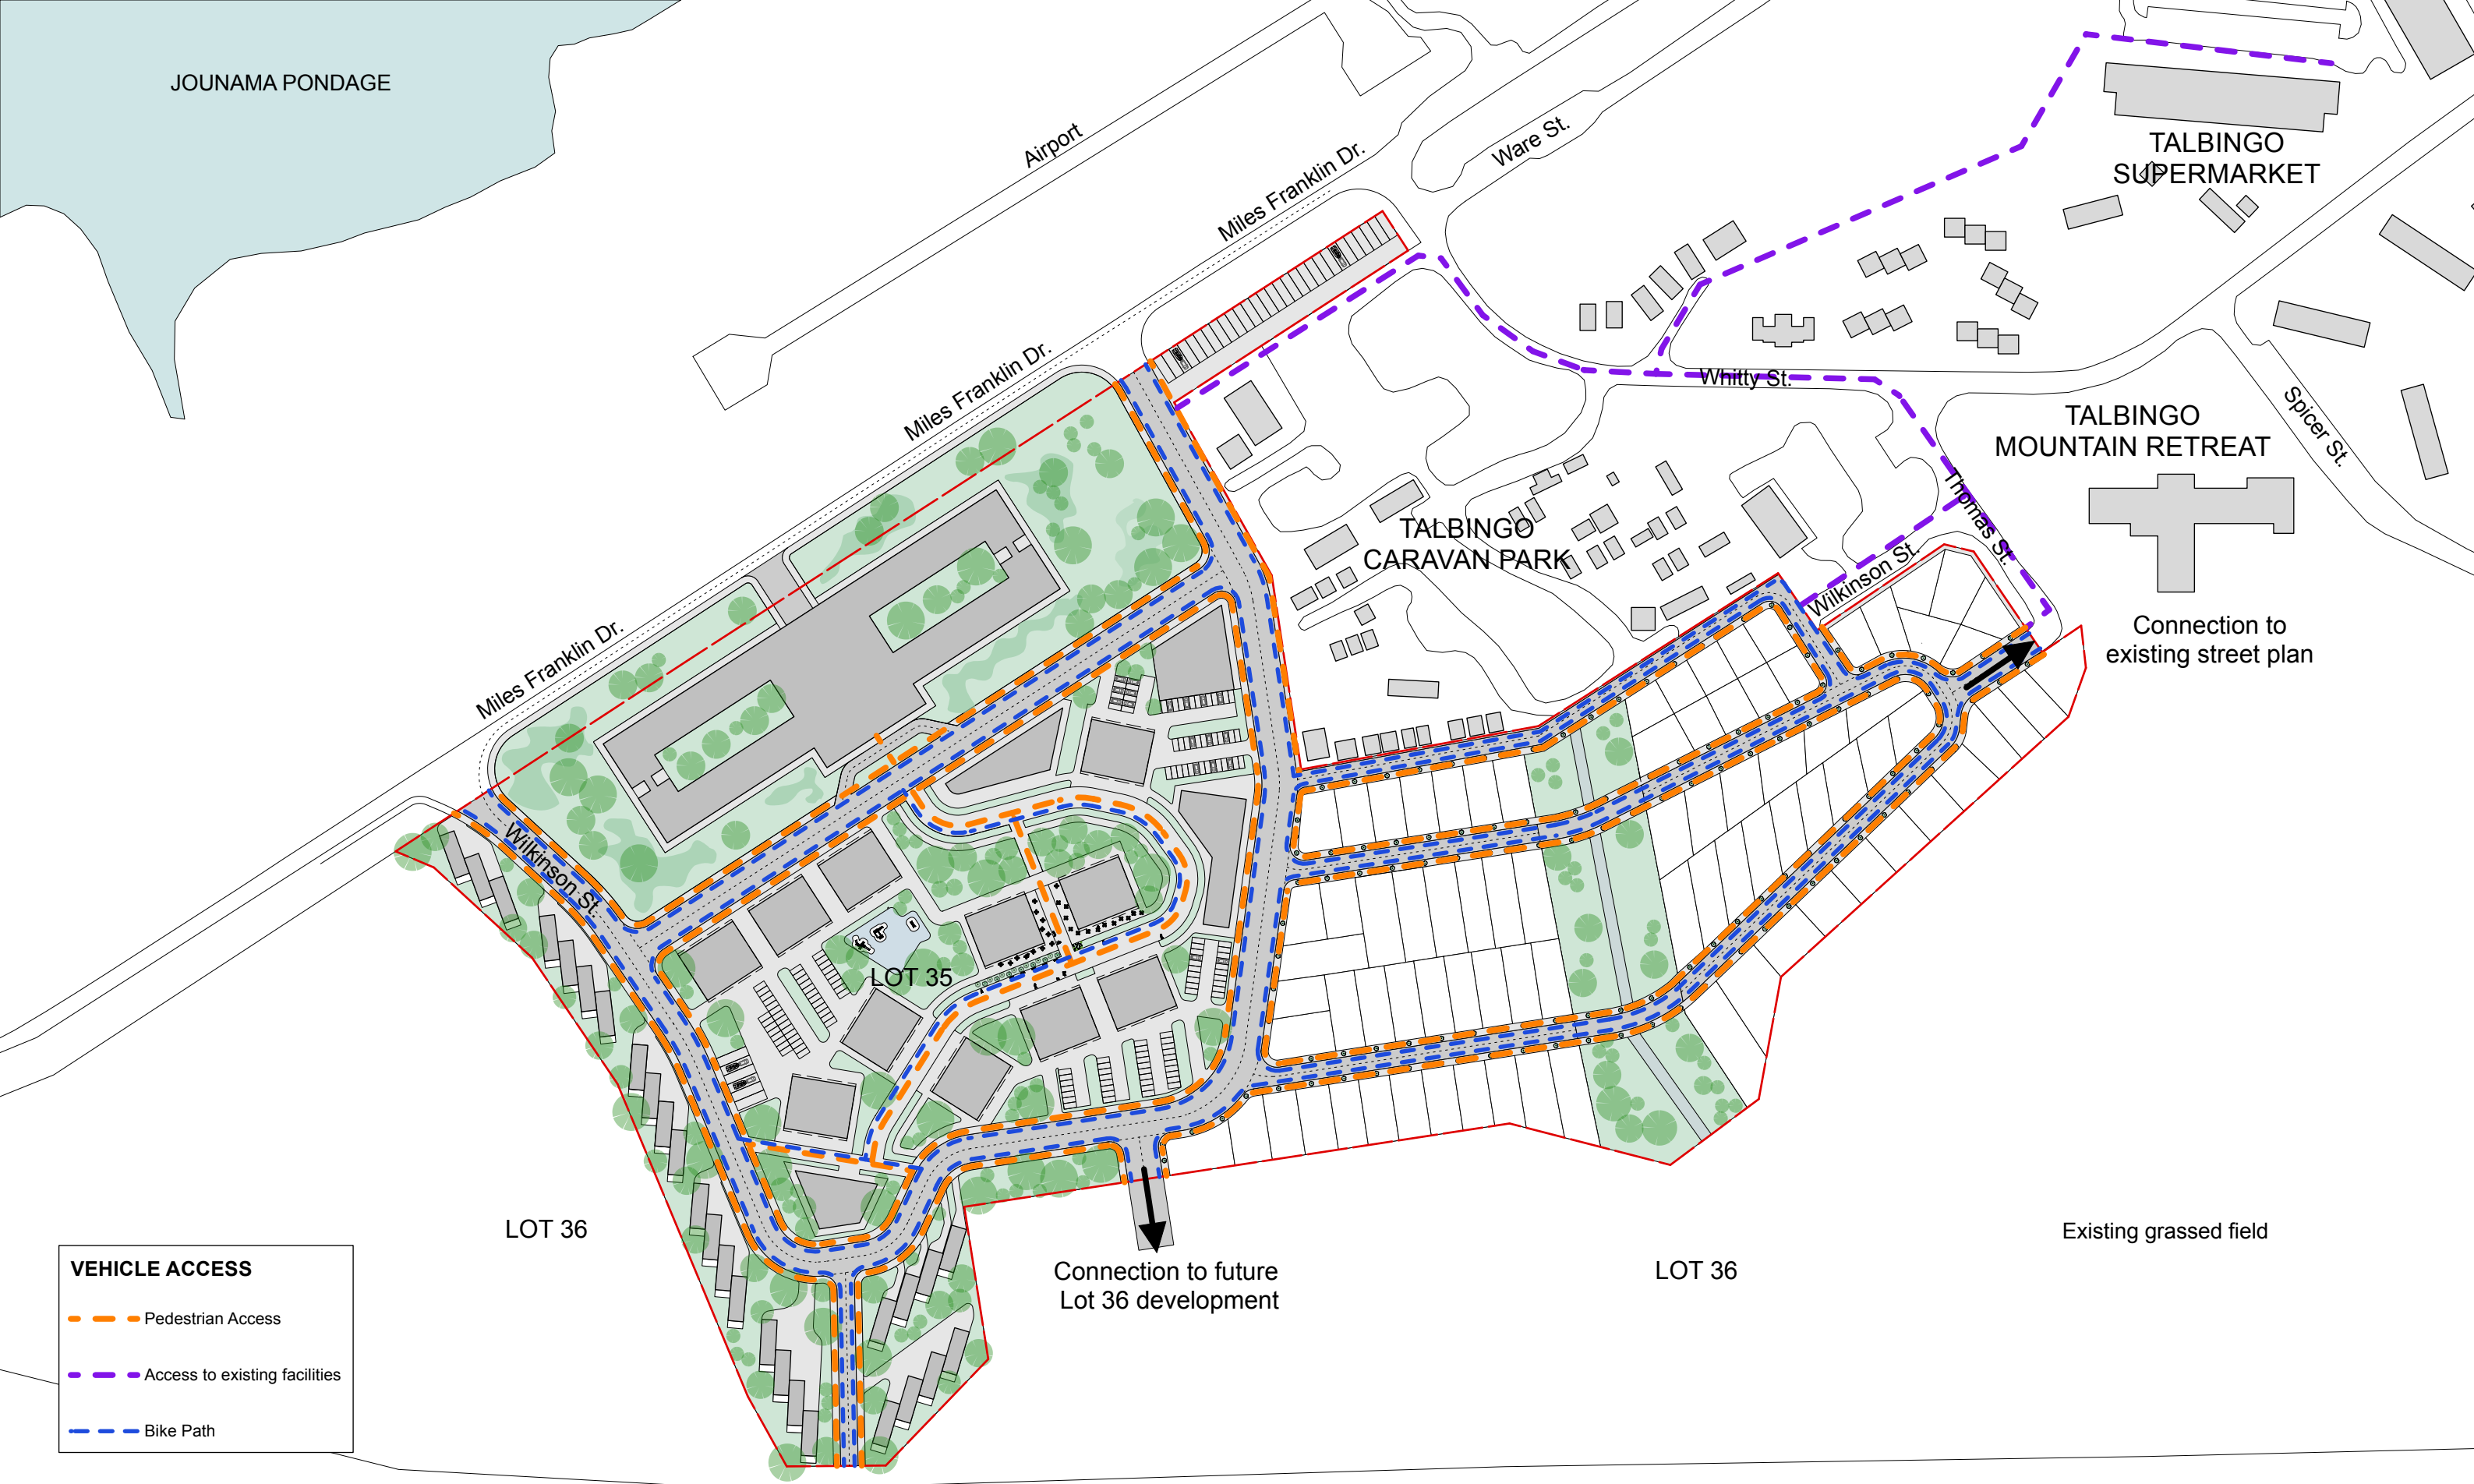 JOUNAMA PONDAGE
Airport
Miles Franklin Dr.
Ware St.
TALBINGO
SUPERMARKET
Miles Franklin Dr.
Whitty St.
Spicer St.
TALBINGO
MOUNTAIN RETREAT
Thomas St.
TALBINGO
CARAVAN PARK
Wilkinson St.
Connection to
existing street plan
Miles Franklin Dr.
Wilkinson St.
LOT 35
LOT 36
Connection to future
Lot 36 development
LOT 36
Existing grassed field
VEHICLE ACCESS
Pedestrian Access
Access to existing facilities
Bike Path